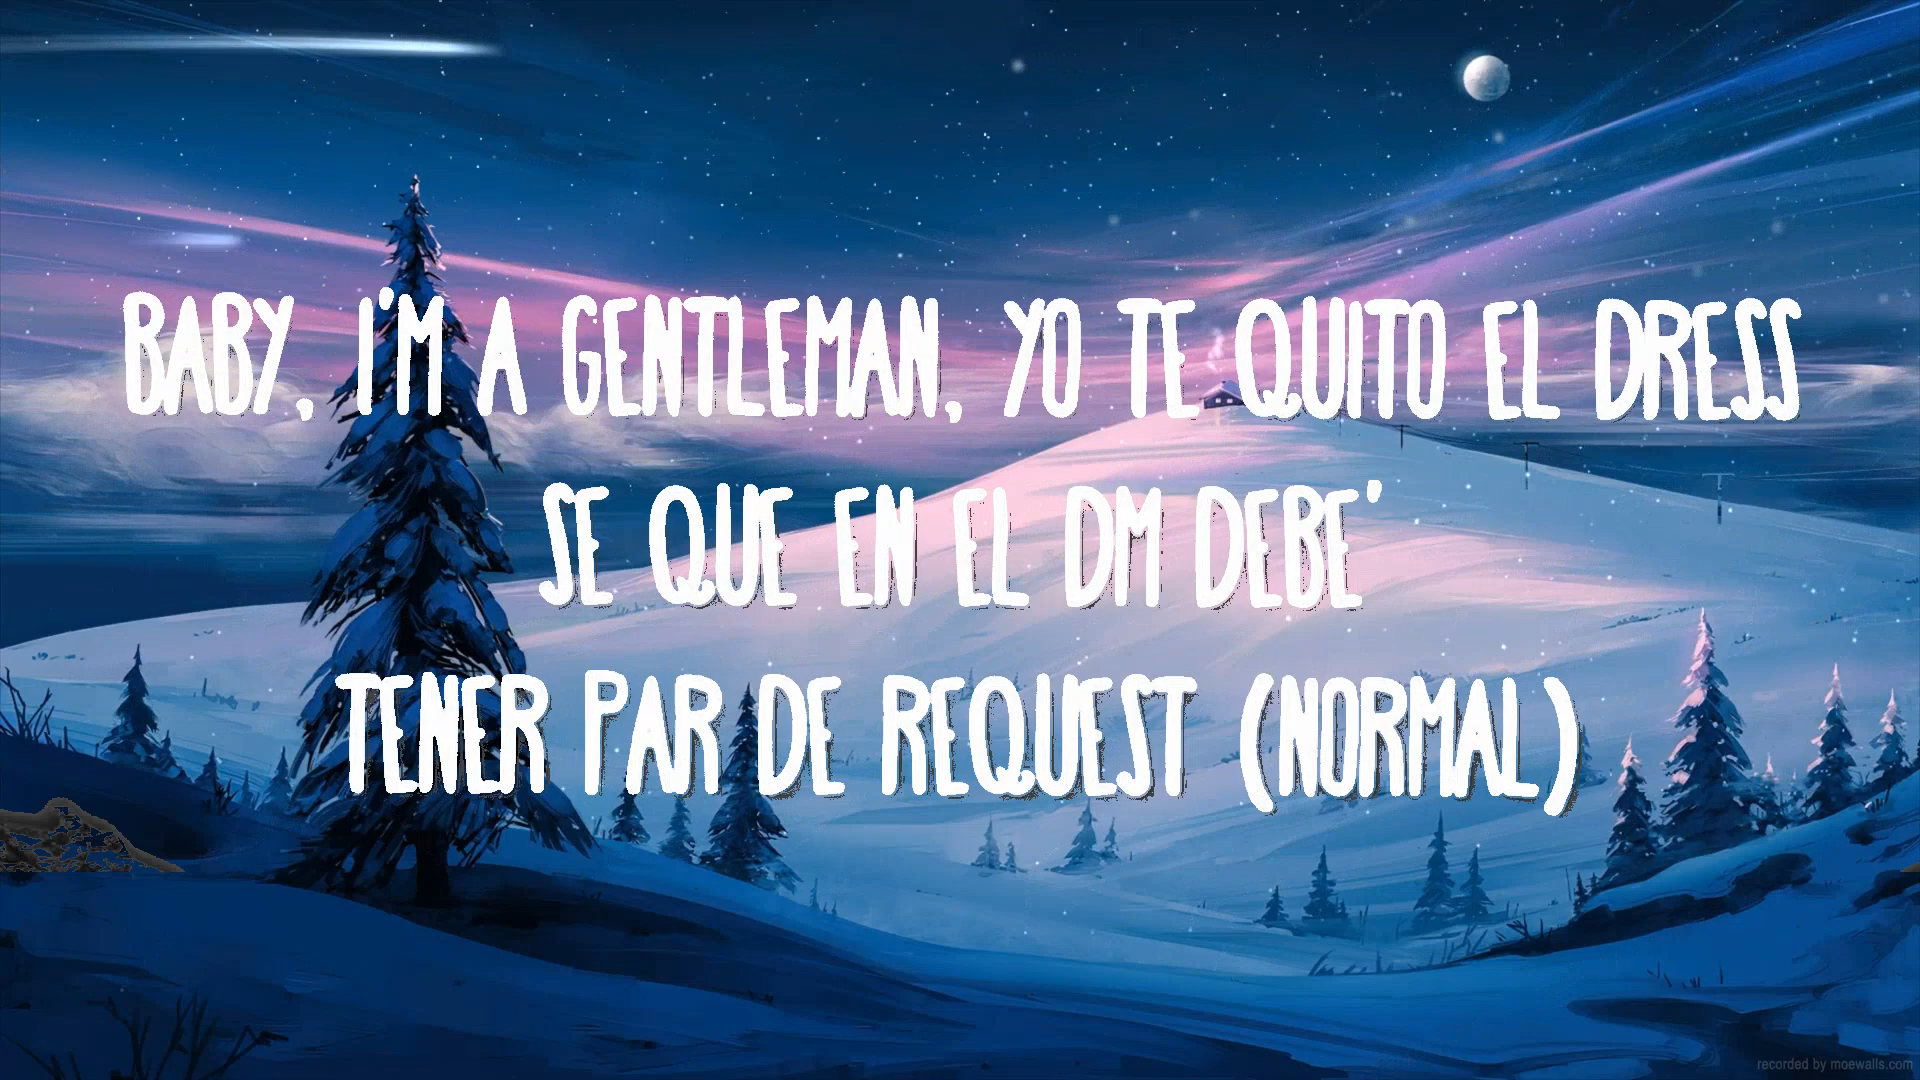 BABY, I'M A GENTLEMAN, YO TE QUITO EL DRESS
SE QUE EN EL DM DEBE'
TENER PAR DE REQUEST (NORMAL)
recorded by moewalls.com